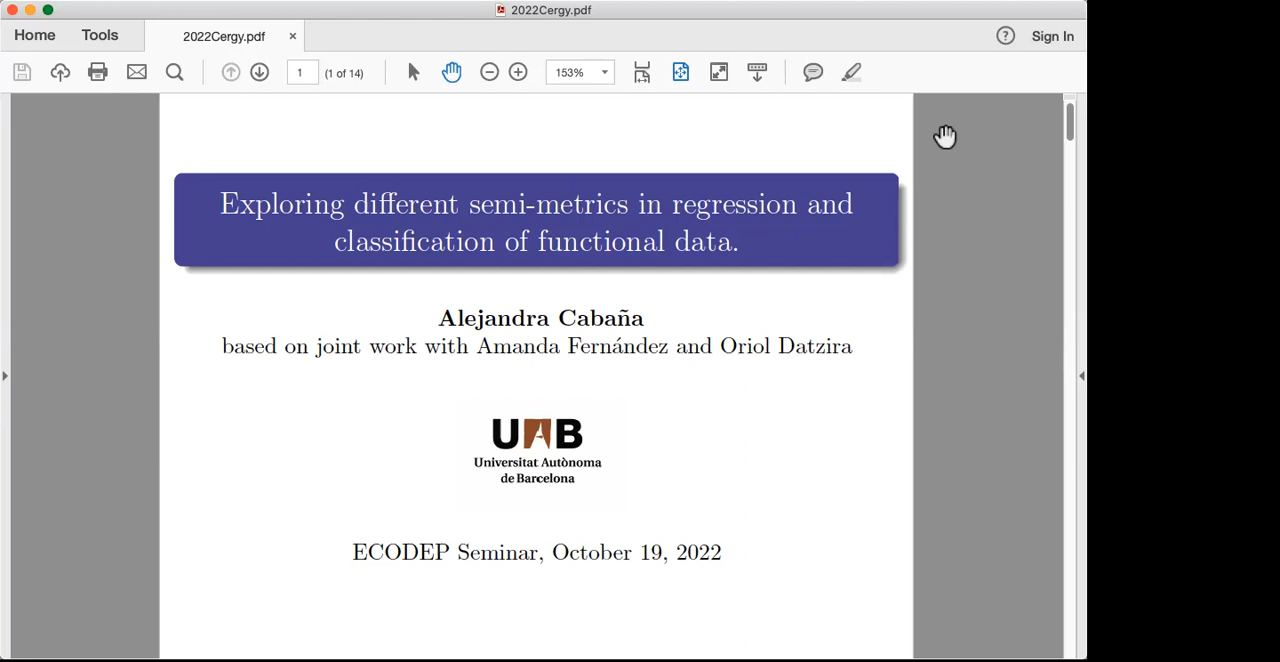 2022Cergy.pdf
Home Tools 2022Cergy.pdf × ? Sign In
1 (1 of 14) 153%
Exploring different semi-metrics in regression and
classification of functional data.
Alejandra Cabaña
based on joint work with Amanda Fernández and Oriol Datzira
UAB
Universitat Autònoma
de Barcelona
ECODEP Seminar, October 19, 2022